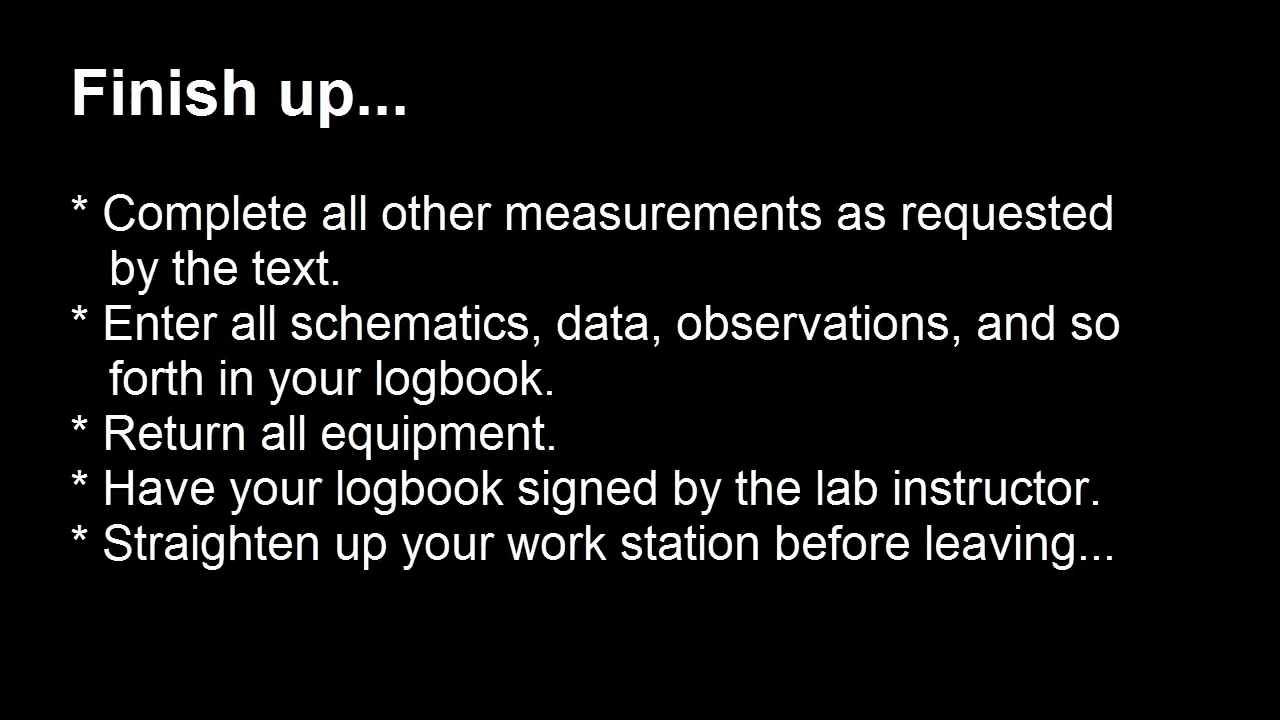 Finish up...
* Complete all other measurements as requested
by the text.
* Enter all schematics, data, observations, and so
forth in your logbook.
* Return all equipment.
* Have your logbook signed by the lab instructor.
* Straighten up your work station before leaving...